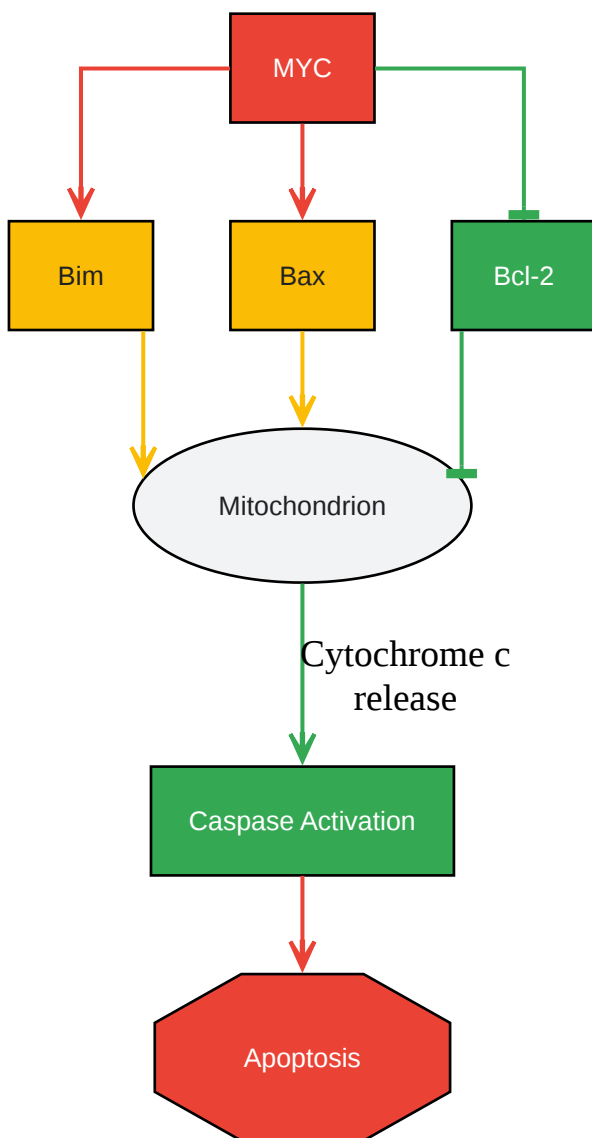 MYC
Bim
Bax
Bcl-2
Mitochondrion
Cytochrome c
release
Caspase Activation
Apoptosis